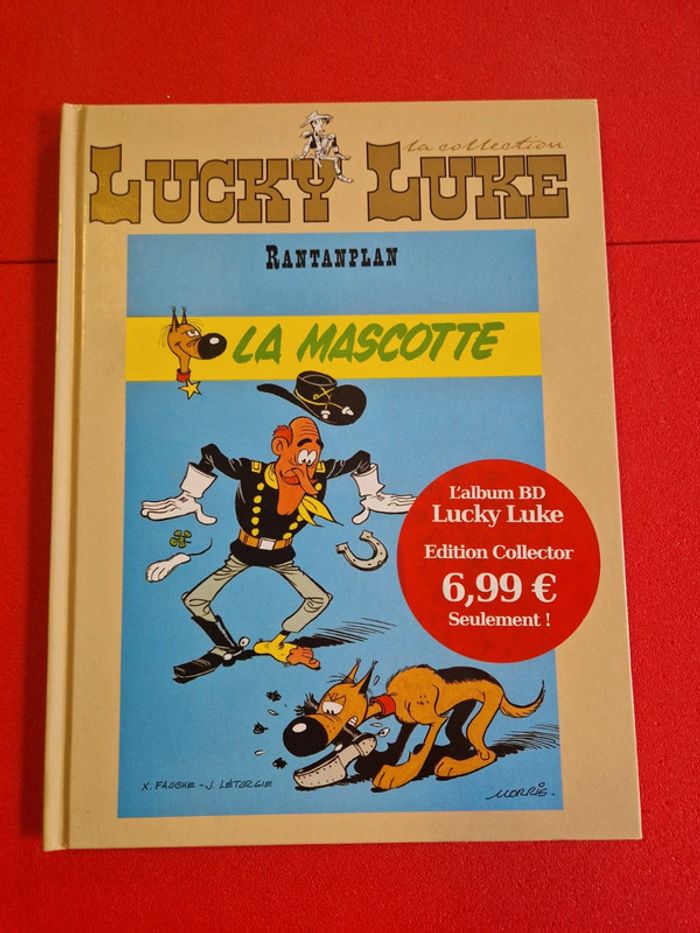 la collection
LUCKY LUKE
RANTANPLAN
LA MASCOTTE
L'album BD
Lucky Luke
Edition Collector
6,99 €
Seulement !
X. FAUCHE - J. LÉTURGIE
MORRIS